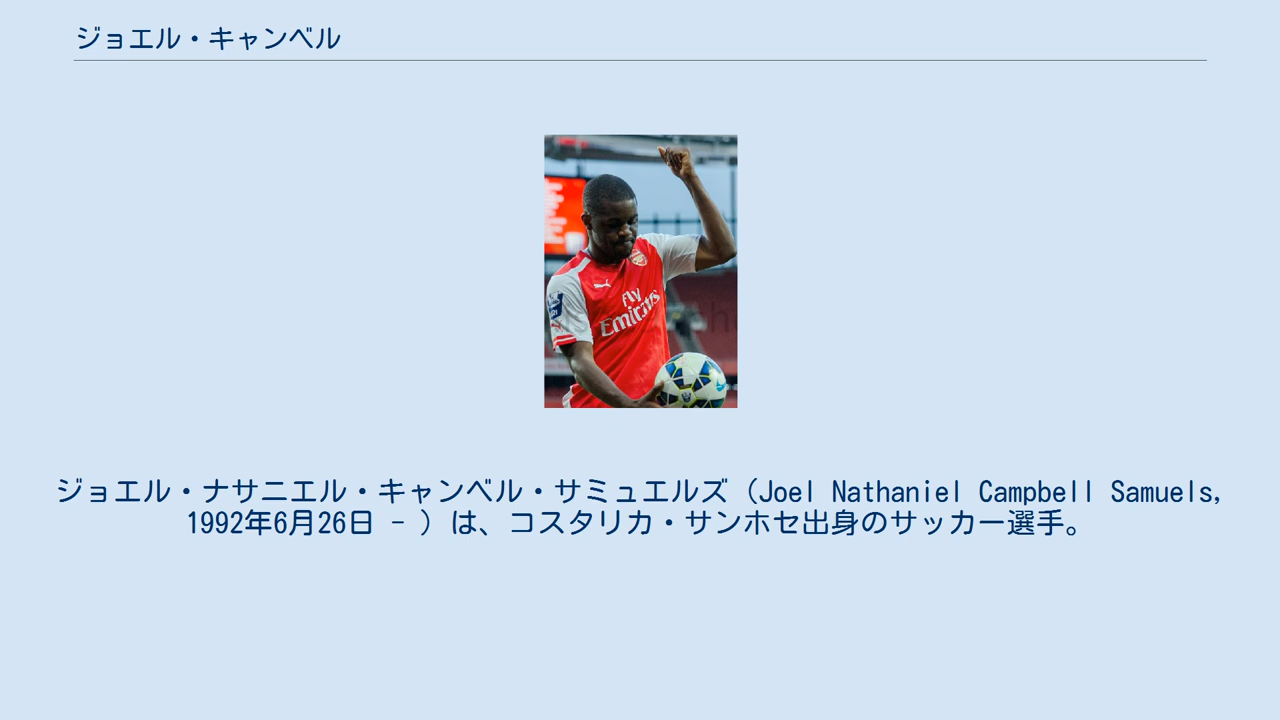 ジョエル・キャンベル
Fly
Emirates
ジョエル・ナサニエル・キャンベル・サミュエルズ（Joel Nathaniel Campbell Samuels,
1992年6月26日 - ）は、コスタリカ・サンホセ出身のサッカー選手。